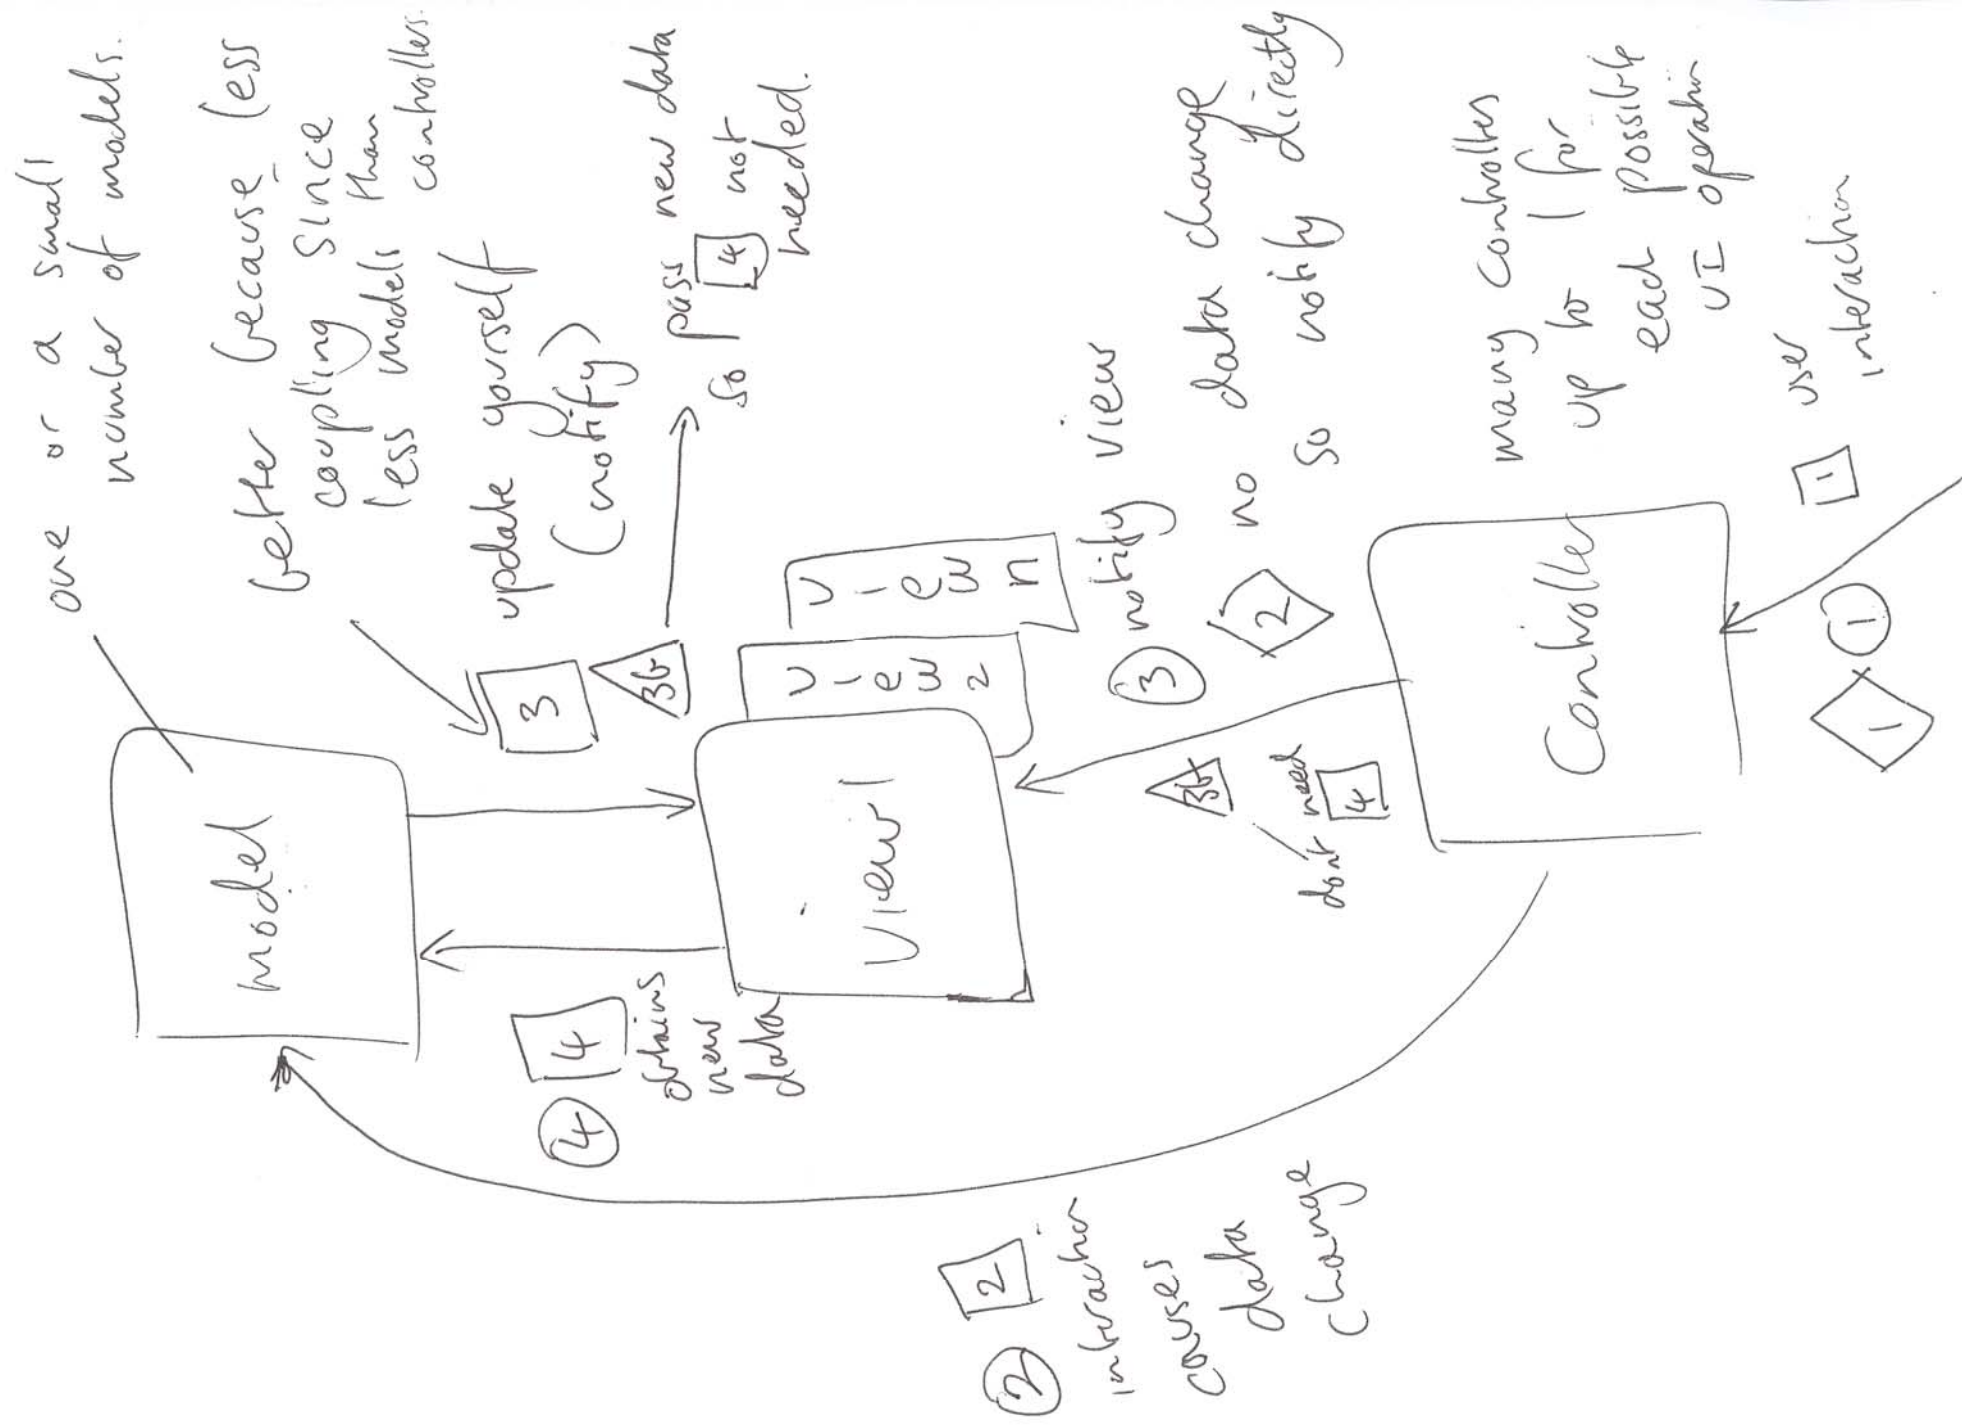 one or a small
number of models.
better because less
coupling since
less models than
controllers.
model
3
update yourself
(notify)
3b
so pass new data
4 not
needed.
4
4
obtains
new
data
View 1
View 2
View n
3
notify view
2
no data change
so notify directly
3b
dont need
4
2
2
interaction
causes
data
change
Controller
many controllers
up to 1 for
each possible
UI operation
1
1
1
user
interaction